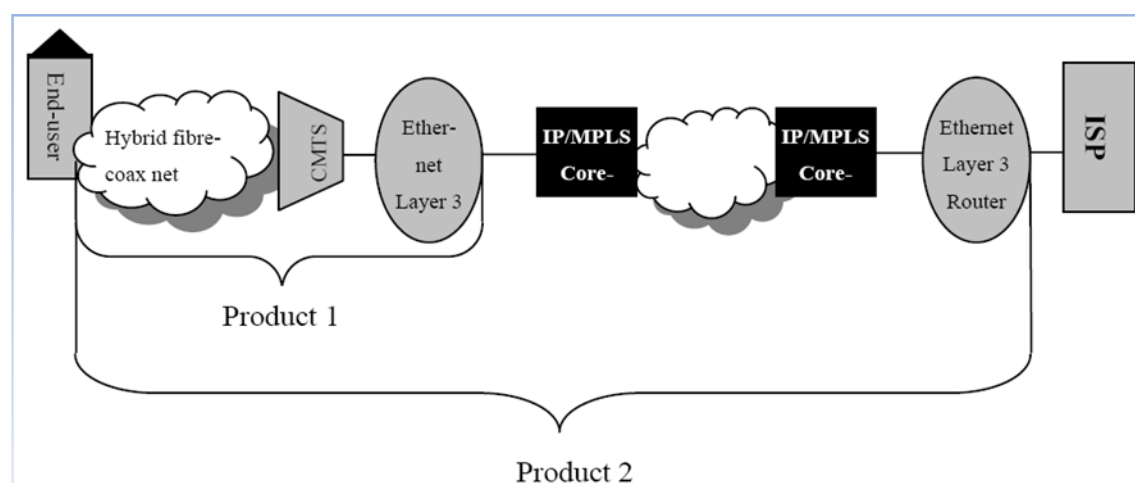 End-user
Hybrid fibre-
coax net
CMTS
Ether-
net
Layer 3
IP/MPLS
Core-
IP/MPLS
Core-
Ethernet
Layer 3
Router
ISP
Product 1
Product 2